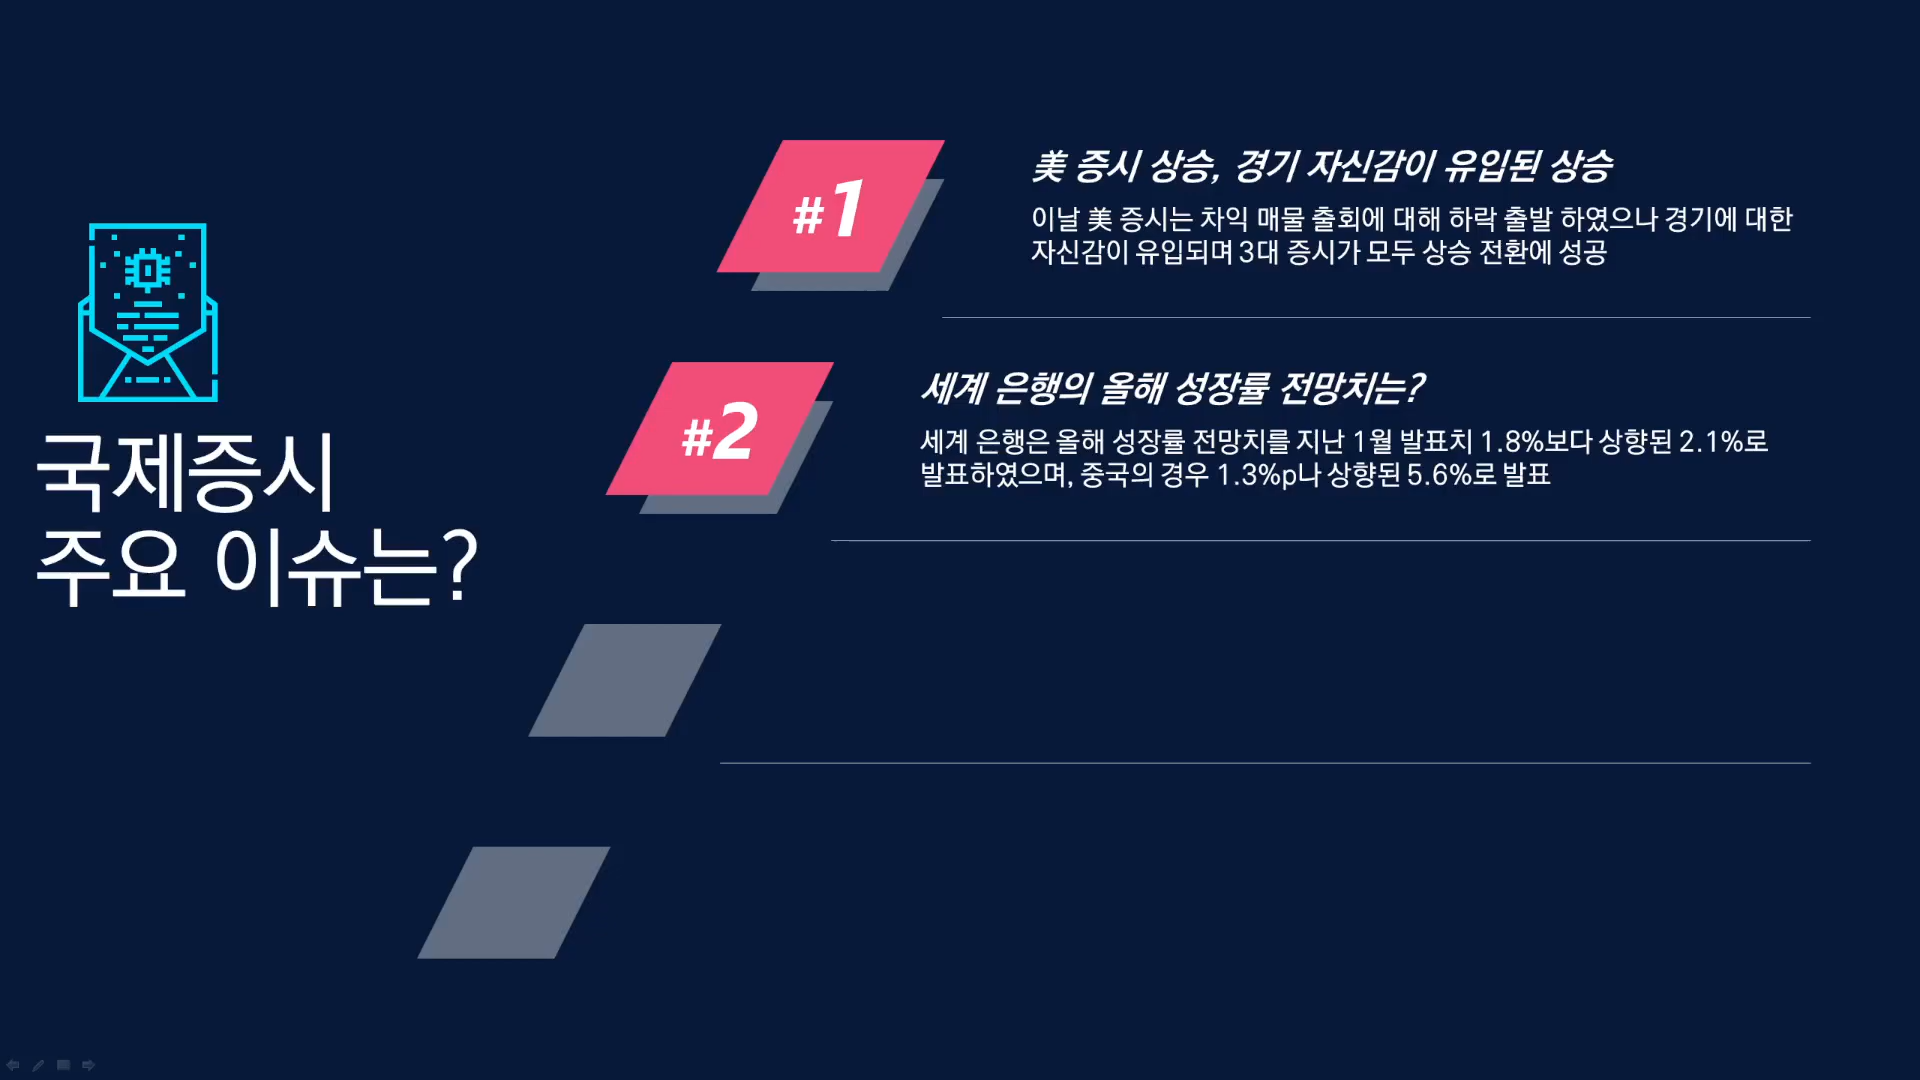 국제증시
주요 이슈는?
#1
美 증시 상승, 경기 자신감이 유입된 상승
이날 美 증시는 차익 매물 출회에 대해 하락 출발 하였으나 경기에 대한
자신감이 유입되며 3대 증시가 모두 상승 전환에 성공
#2
세계 은행의 올해 성장률 전망치는?
세계 은행은 올해 성장률 전망치를 지난 1월 발표치 1.8%보다 상향된 2.1%로
발표하였으며, 중국의 경우 1.3%p나 상향된 5.6%로 발표